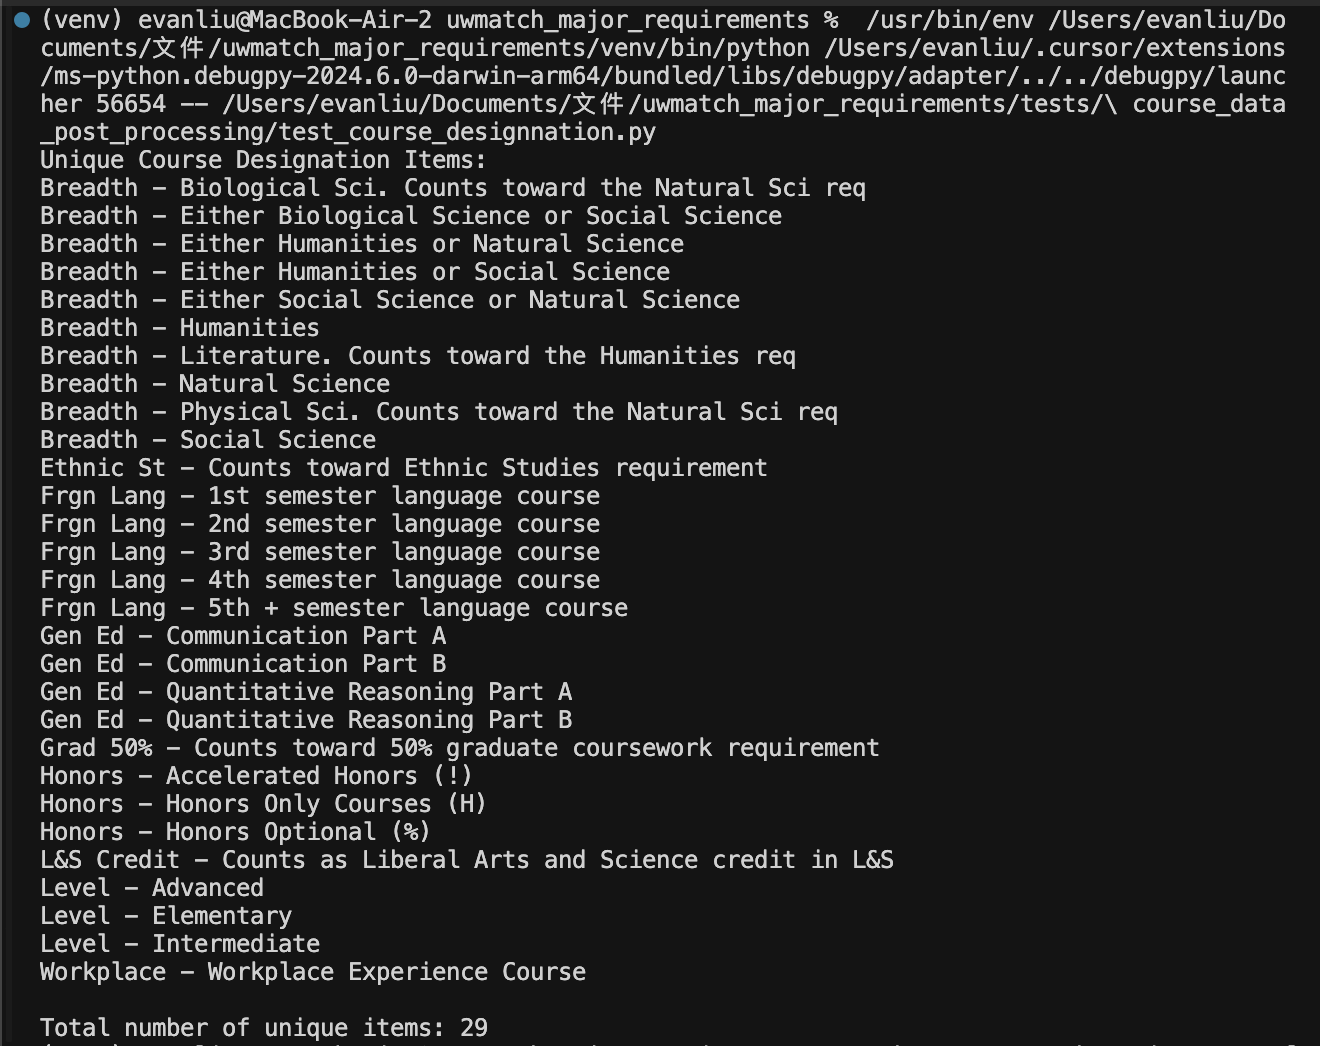 (venv) evanliu@MacBook-Air-2 uwmatch_major_requirements %  /usr/bin/env /Users/evanliu/Do
cuments/文件/uwmatch_major_requirements/venv/bin/python /Users/evanliu/.cursor/extensions
/ms-python.debugpy-2024.6.0-darwin-arm64/bundled/libs/debugpy/adapter/../../debugpy/launc
her 56654 -- /Users/evanliu/Documents/文件/uwmatch_major_requirements/tests/\ course_data
_post_processing/test_course_designnation.py
Unique Course Designation Items:
Breadth - Biological Sci. Counts toward the Natural Sci req
Breadth - Either Biological Science or Social Science
Breadth - Either Humanities or Natural Science
Breadth - Either Humanities or Social Science
Breadth - Either Social Science or Natural Science
Breadth - Humanities
Breadth - Literature. Counts toward the Humanities req
Breadth - Natural Science
Breadth - Physical Sci. Counts toward the Natural Sci req
Breadth - Social Science
Ethnic St - Counts toward Ethnic Studies requirement
Frgn Lang - 1st semester language course
Frgn Lang - 2nd semester language course
Frgn Lang - 3rd semester language course
Frgn Lang - 4th semester language course
Frgn Lang - 5th + semester language course
Gen Ed - Communication Part A
Gen Ed - Communication Part B
Gen Ed - Quantitative Reasoning Part A
Gen Ed - Quantitative Reasoning Part B
Grad 50% - Counts toward 50% graduate coursework requirement
Honors - Accelerated Honors (!)
Honors - Honors Only Courses (H)
Honors - Honors Optional (%)
L&S Credit - Counts as Liberal Arts and Science credit in L&S
Level - Advanced
Level - Elementary
Level - Intermediate
Workplace - Workplace Experience Course
Total number of unique items: 29